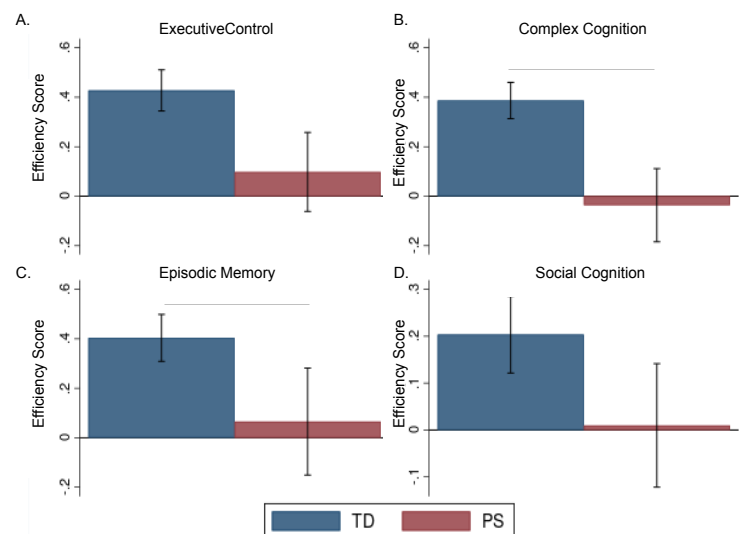 A.
ExecutiveControl
Efficiency Score
.6
.4
.2
0
-.2
B.
Complex Cognition
Efficiency Score
.6
.4
.2
0
-.2
C.
Episodic Memory
Efficiency Score
.6
.4
.2
0
-.2
D.
Social Cognition
Efficiency Score
.3
.2
.1
0
-.1
TD PS